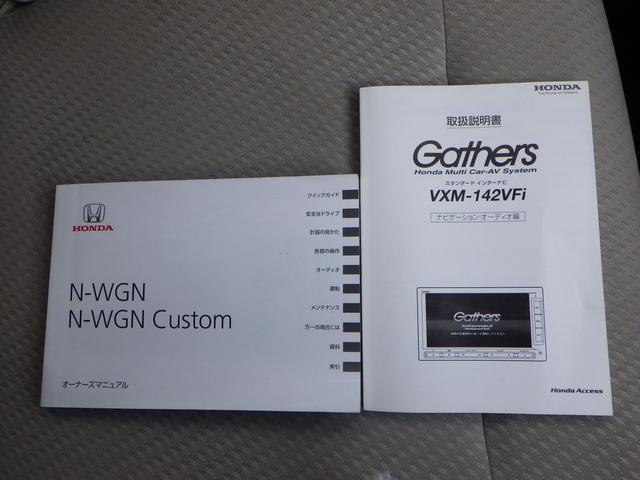 HONDA
N-WGN
N-WGN Custom
オーナーズマニュアル
クイックガイド
安全なドライブ
計器の見かた
各部の操作
オーディオ
運転
メンテナンス
万一の場合には
資料
索引
HONDA
The Power of Dreams
取扱説明書
Gathers
Honda Multi Car-AV System
スタンダード インターナビ
VXM-142VFi
ナビゲーション・オーディオ編
Gathers
Honda Access